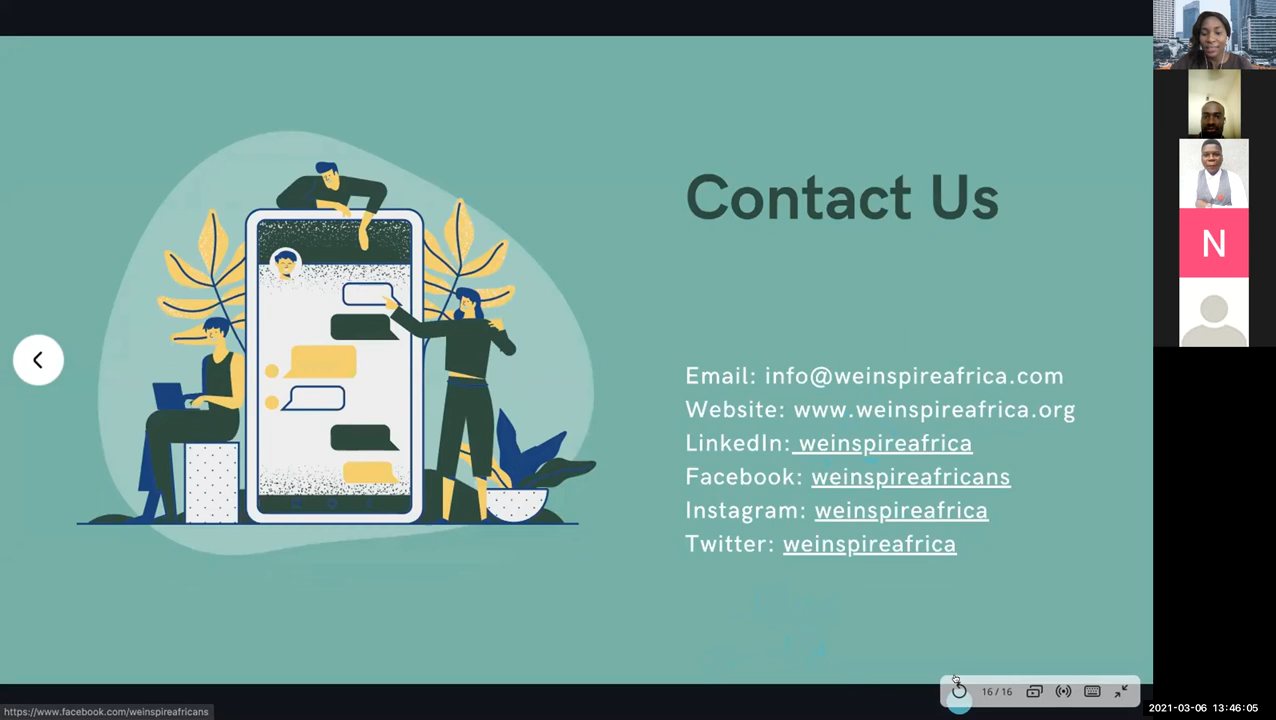 Contact Us
Email: info@weinspireafrica.com
Website: www.weinspireafrica.org
LinkedIn: weinspireafrica
Facebook: weinspireafricans
Instagram: weinspireafrica
Twitter: weinspireafrica
N
16 / 16
https://www.facebook.com/weinspireafricans
2021-03-06 13:46:05